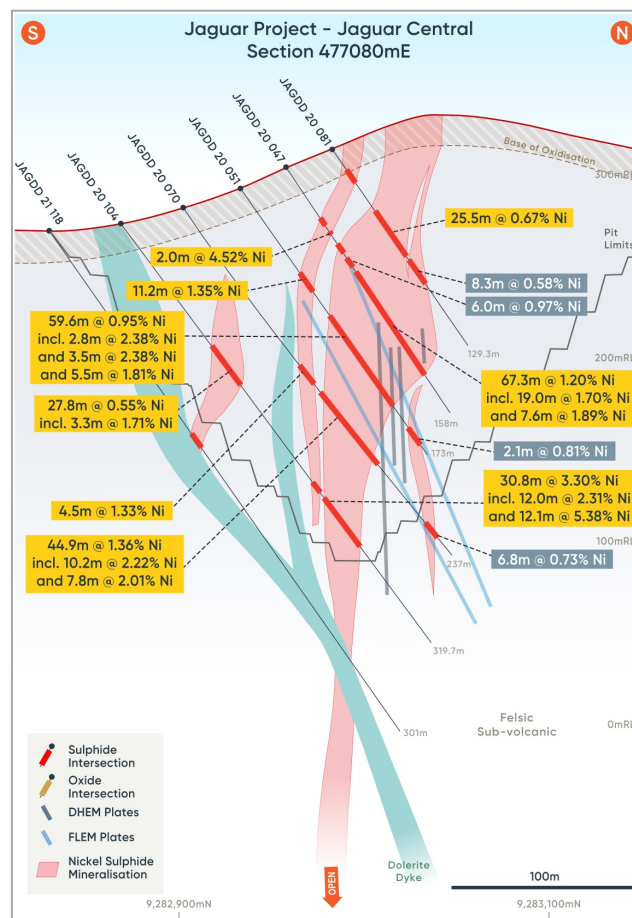 S
Jaguar Project - Jaguar Central
Section 477080mE
N
JAGDD 21 118
JAGDD 20 104
JAGDD 20 070
JAGDD 20 051
JAGDD 20 047
JAGDD 20 081
Base of Oxidisation
300mRL
25.5m @ 0.67% Ni
Pit
Limits
2.0m @ 4.52% Ni
8.3m @ 0.58% Ni
11.2m @ 1.35% Ni
6.0m @ 0.97% Ni
59.6m @ 0.95% Ni
incl. 2.8m @ 2.38% Ni
and 3.5m @ 2.38% Ni
and 5.5m @ 1.81% Ni
129.3m
200mRL
67.3m @ 1.20% Ni
incl. 19.0m @ 1.70% Ni
and 7.6m @ 1.89% Ni
27.8m @ 0.55% Ni
incl. 3.3m @ 1.71% Ni
158m
2.1m @ 0.81% Ni
173m
30.8m @ 3.30% Ni
incl. 12.0m @ 2.31% Ni
and 12.1m @ 5.38% Ni
4.5m @ 1.33% Ni
100mRL
44.9m @ 1.36% Ni
incl. 10.2m @ 2.22% Ni
and 7.8m @ 2.01% Ni
6.8m @ 0.73% Ni
237m
319.7m
301m
Felsic
Sub-volcanic
0mRL
Sulphide
Intersection
Oxide
Intersection
DHEM Plates
FLEM Plates
Nickel Sulphide
Mineralisation
OPEN
Dolerite
Dyke
100m
9,282,900mN
9,283,100mN